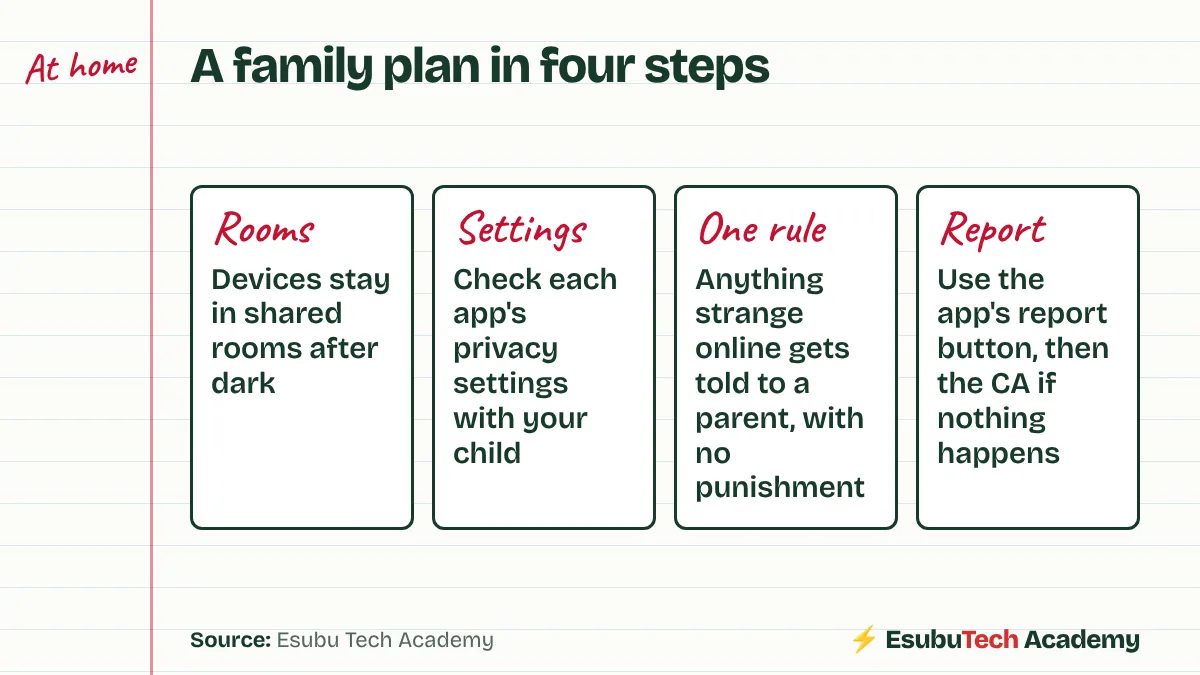 At home
A family plan in four steps
Rooms
Devices stay
in shared
rooms after
dark
Settings
Check each
app's
privacy
settings
with your
child
One rule
Anything
strange
online gets
told to a
parent, with
no
punishment
Report
Use the
app's report
button, then
the CA if
nothing
happens
Source: Esubu Tech Academy
⚡ EsubuTech Academy